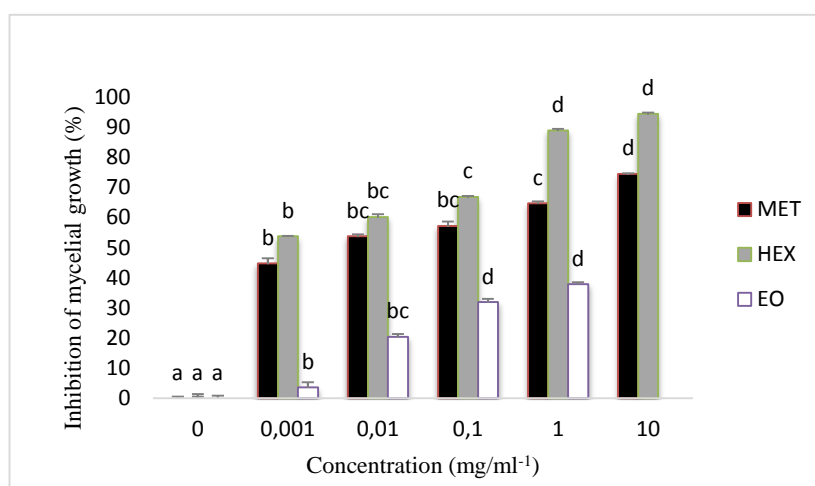 Inhibition of mycelial growth (%)
100
90
80
70
60
50
40
30
20
10
0
a a a
b b b
bc bc bc
bc c d
c d d
d d
0 0,001 0,01 0,1 1 10
Concentration (mg/ml-1)
MET
HEX
EO